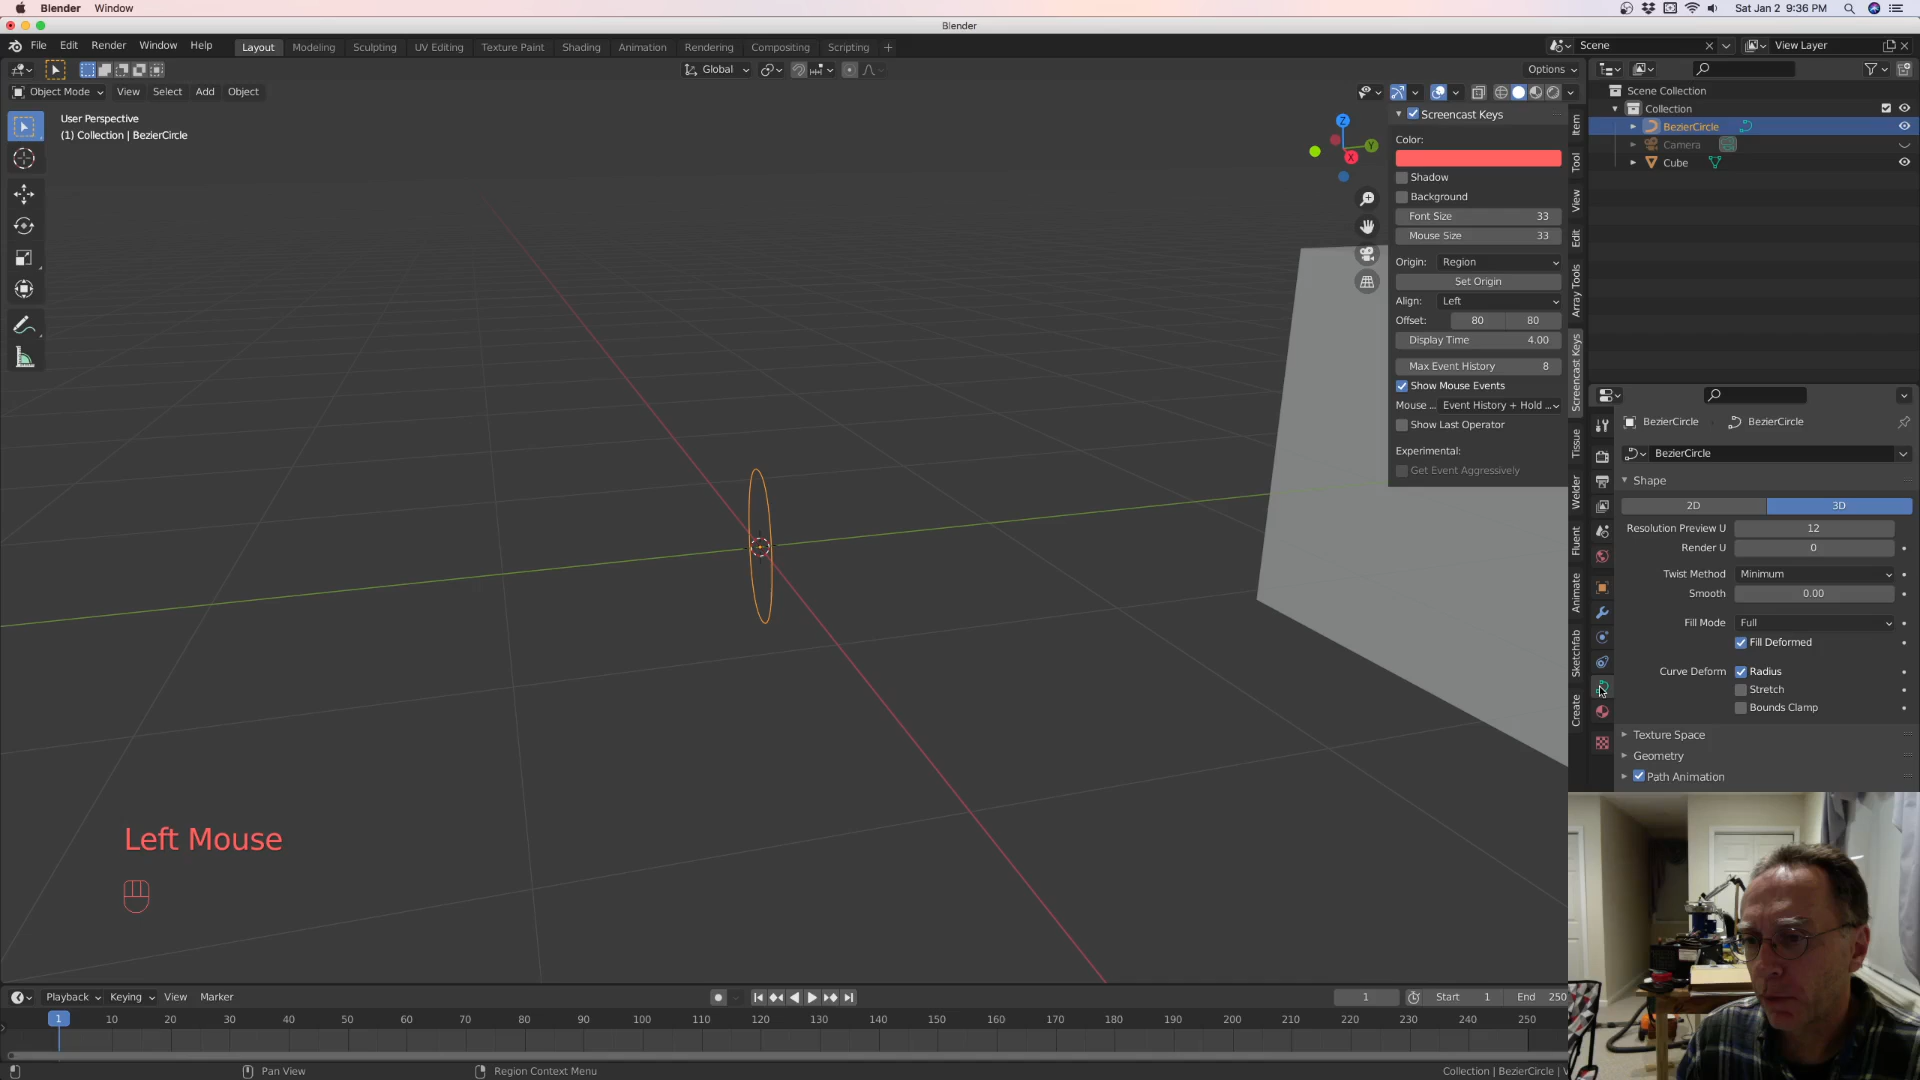 Blender Window
Sat Jan 2 9:36 PM
Blender
File Edit Render Window Help
Layout Modeling Sculpting UV Editing Texture Paint Shading Animation Rendering Compositing Scripting +
Scene
View Layer
Global
Options
Object Mode View Select Add Object
User Perspective
(1) Collection | BezierCircle
Z
Y
X
Screencast Keys
Color:
Shadow
Background
Font Size 33
Mouse Size 33
Origin: Region
Set Origin
Align: Left
Offset: 80 80
Display Time 4.00
Max Event History 8
Show Mouse Events
Mouse ... Event History + Hold ...
Show Last Operator
Experimental:
Get Event Aggressively
Item
Tool
View
Edit
Array Tools
Screencast Keys
Tissue
Welder
Fluent
Animate
Sketchfab
Create
Scene Collection
Collection
BezierCircle
Camera
Cube
BezierCircle BezierCircle
BezierCircle
Shape
2D 3D
Resolution Preview U 12
Render U 0
Twist Method Minimum
Smooth 0.00
Fill Mode Full
Fill Deformed
Curve Deform Radius
Stretch
Bounds Clamp
Texture Space
Geometry
Path Animation
Left Mouse
Playback Keying View Marker
1 Start 1 End 250
1 10 20 30 40 50 60 70 80 90 100 110 120 130 140 150 160 170 180 190 200 210 220 230 240 250
Pan View
Region Context Menu
Collection | BezierCircle | V